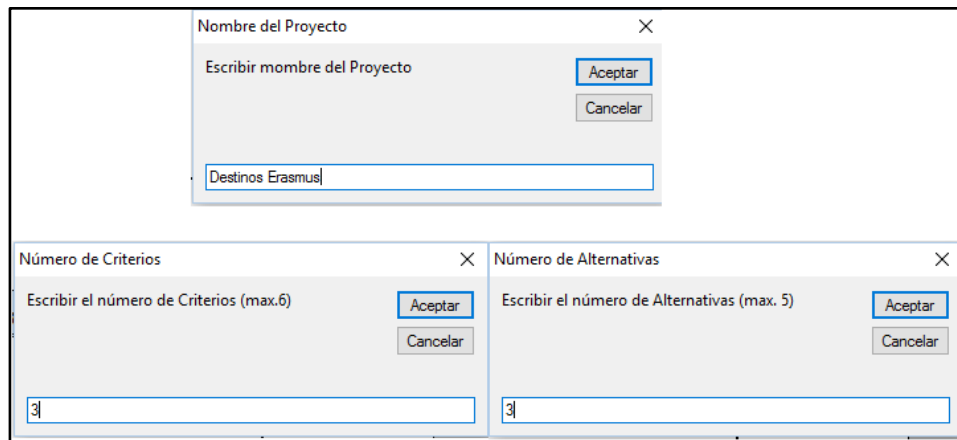 Nombre del Proyecto
Escribir mombre del Proyecto
Aceptar
Cancelar
Destinos Erasmus
Número de Criterios
Escribir el número de Criterios (max.6)
Aceptar
Cancelar
3
Número de Alternativas
Escribir el número de Alternativas (max. 5)
Aceptar
Cancelar
3